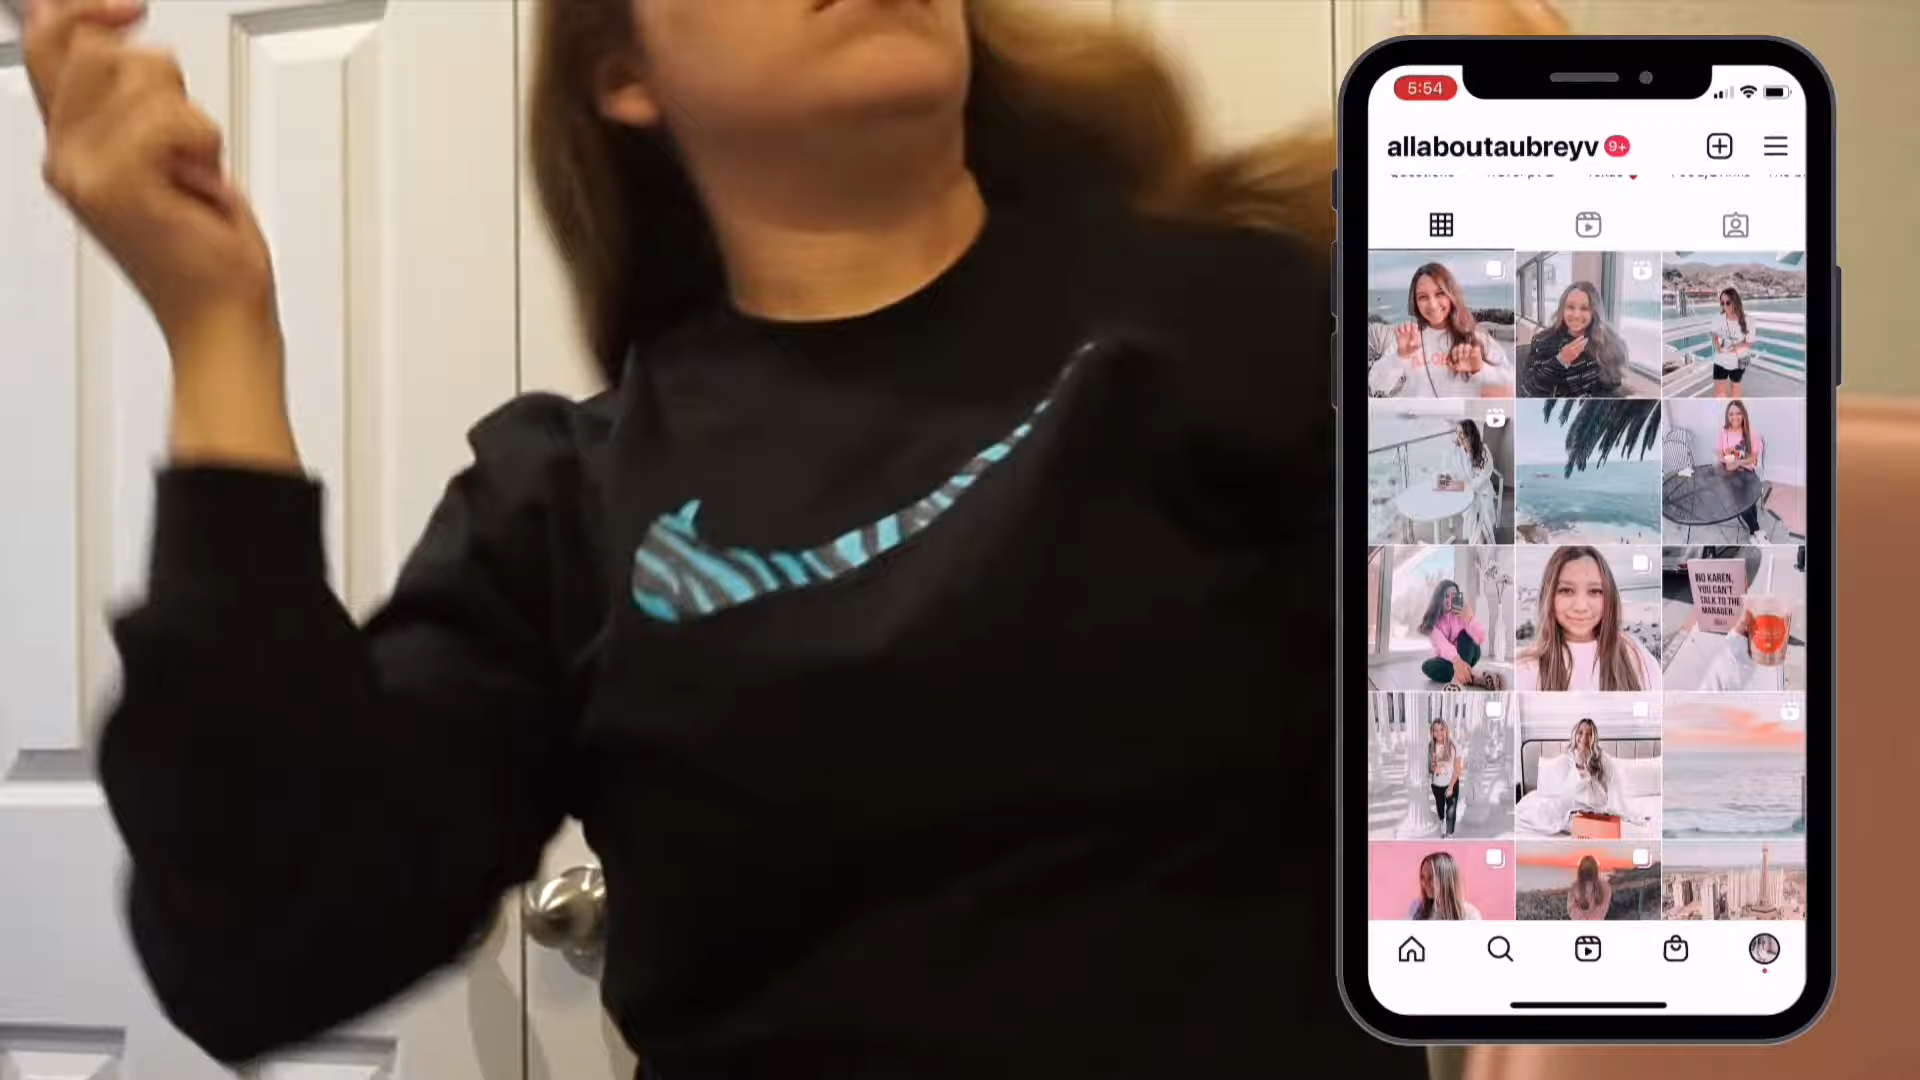 5:54
allaboutaubreyv 9+
NO KAREN,
YOU CAN'T
TALK TO THE
MANAGER.